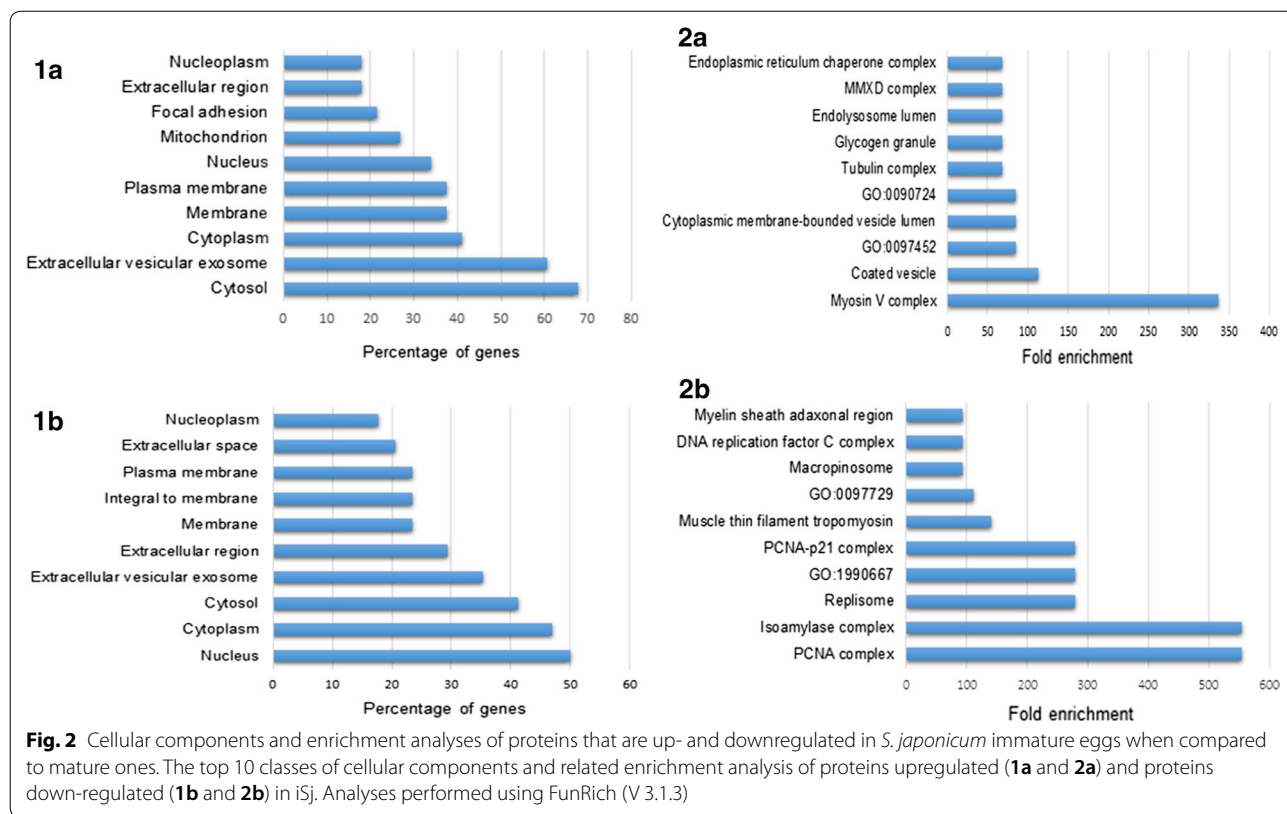 1a
Nucleoplasm
Extracellular region
Focal adhesion
Mitochondrion
Nucleus
Plasma membrane
Membrane
Cytoplasm
Extracellular vesicular exosome
Cytosol
0 10 20 30 40 50 60 70 80
Percentage of genes
2a
Endoplasmic reticulum chaperone complex
MMXD complex
Endolysosome lumen
Glycogen granule
Tubulin complex
GO:0090724
Cytoplasmic membrane-bounded vesicle lumen
GO:0097452
Coated vesicle
Myosin V complex
0 50 100 150 200 250 300 350 400
Fold enrichment
1b
Nucleoplasm
Extracellular space
Plasma membrane
Integral to membrane
Membrane
Extracellular region
Extracellular vesicular exosome
Cytosol
Cytoplasm
Nucleus
0 10 20 30 40 50 60
Percentage of genes
2b
Myelin sheath adaxonal region
DNA replication factor C complex
Macropinosome
GO:0097729
Muscle thin filament tropomyosin
PCNA-p21 complex
GO:1990667
Replisome
Isoamylase complex
PCNA complex
0 100 200 300 400 500 600
Fold enrichment
Fig. 2 Cellular components and enrichment analyses of proteins that are up- and downregulated in S. japonicum immature eggs when compared
to mature ones. The top 10 classes of cellular components and related enrichment analysis of proteins upregulated (1a and 2a) and proteins
down-regulated (1b and 2b) in iSj. Analyses performed using FunRich (V 3.1.3)